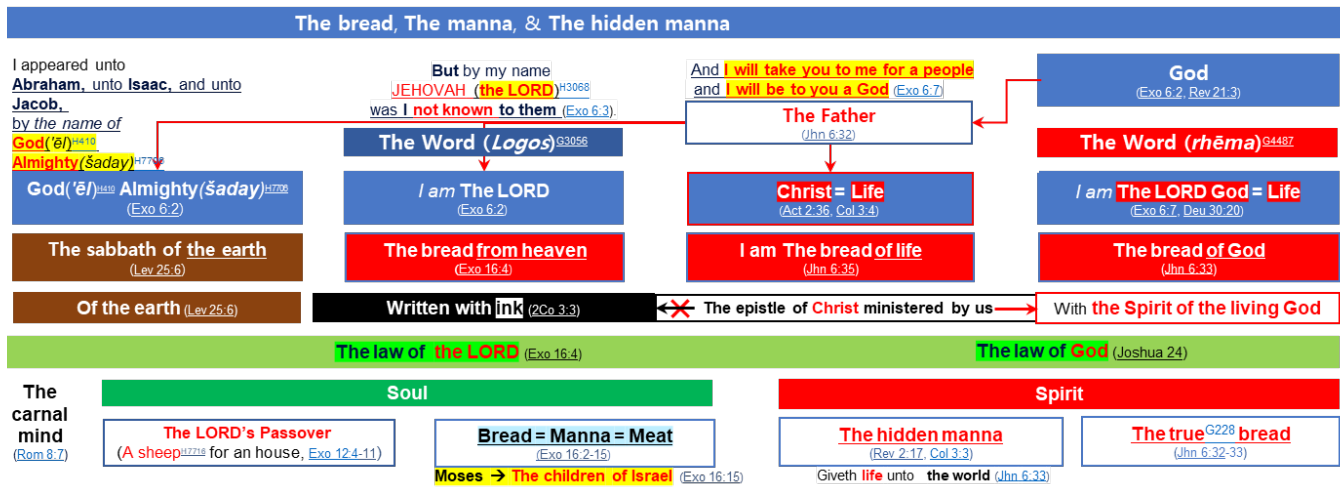 The bread, The manna, & The hidden manna
I appeared unto
Abraham, unto Isaac, and unto
Jacob,
by the name of
God('ēl)H410
Almighty(šaday)H7706
But by my name
JEHOVAH (the LORD)H3068
was I not known to them (Exo 6:3).
And I will take you to me for a people
and I will be to you a God (Exo 6:7)
God
(Exo 6:2, Rev 21:3)
The Father
(Jhn 6:32)
The Word (Logos)G3056
The Word (rhēma)G4487
God('ēl)H410 Almighty(šaday)H7706
(Exo 6:2)
I am The LORD
(Exo 6:2)
Christ = Life
(Act 2:36, Col 3:4)
I am The LORD God = Life
(Exo 6:7, Deu 30:20)
The sabbath of the earth
(Lev 25:6)
The bread from heaven
(Exo 16:4)
I am The bread of life
(Jhn 6:35)
The bread of God
(Jhn 6:33)
Of the earth (Lev 25:6)
Written with ink (2Co 3:3)
The epistle of Christ ministered by us
With the Spirit of the living God
The law of the LORD (Exo 16:4)
The law of God (Joshua 24)
The
carnal
mind
(Rom 8:7)
Soul
Spirit
The LORD's Passover
(A sheepH7716 for an house, Exo 12:4-11)
Bread = Manna = Meat
(Exo 16:2-15)
Moses → The children of Israel (Exo 16:15)
The hidden manna
(Rev 2:17, Col 3:3)
Giveth life unto the world (Jhn 6:33)
The trueG228 bread
(Jhn 6:32-33)